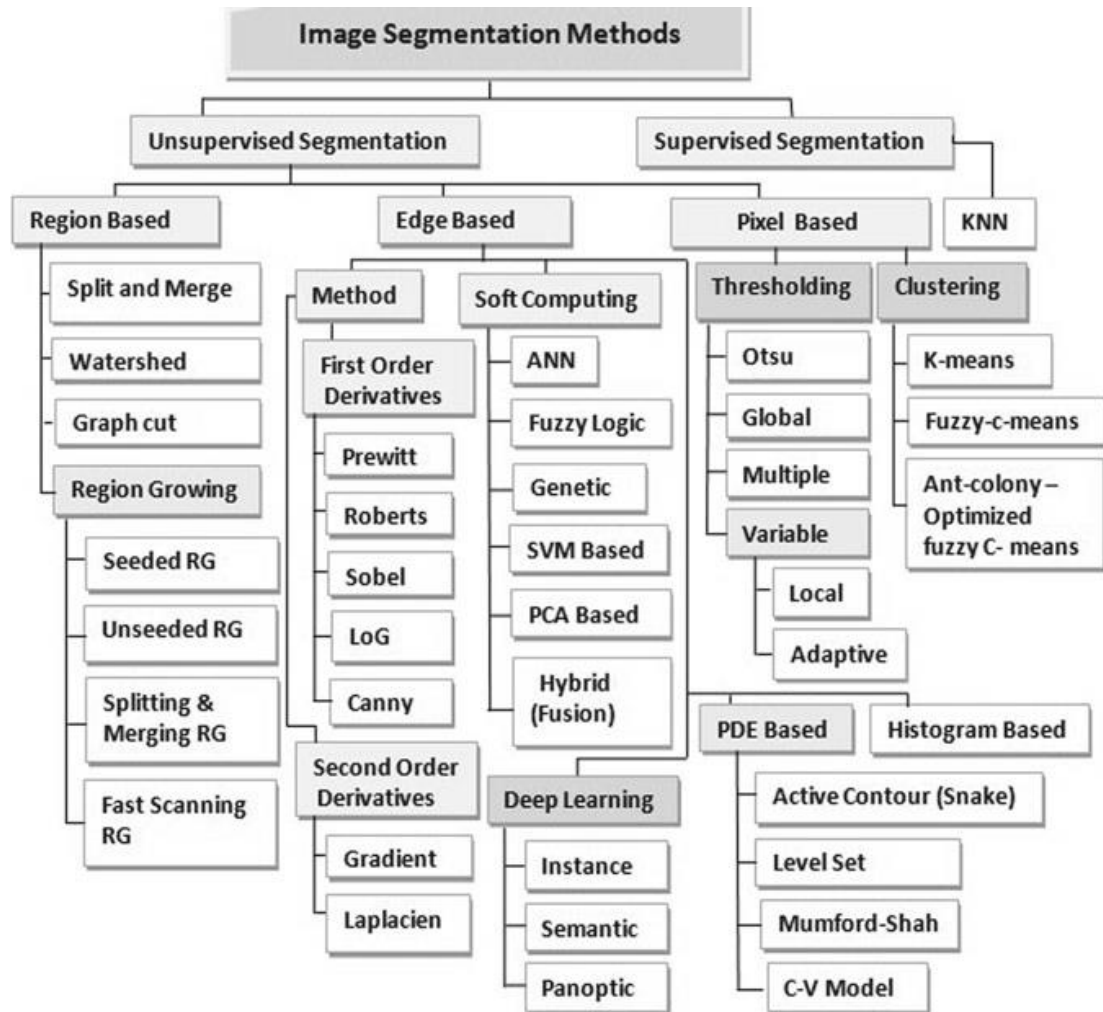 Image Segmentation Methods
Unsupervised Segmentation
Supervised Segmentation
Region Based
Edge Based
Pixel Based
KNN
Split and Merge
Watershed
Graph cut
Region Growing
Seeded RG
Unseeded RG
Splitting &
Merging RG
Fast Scanning
RG
Method
First Order
Derivatives
Prewitt
Roberts
Sobel
LoG
Canny
Second Order
Derivatives
Gradient
Laplacien
Soft Computing
ANN
Fuzzy Logic
Genetic
SVM Based
PCA Based
Hybrid
(Fusion)
Deep Learning
Instance
Semantic
Panoptic
Thresholding
Otsu
Global
Multiple
Variable
Local
Adaptive
Clustering
K-means
Fuzzy-c-means
Ant-colony –
Optimized
fuzzy C- means
PDE Based
Histogram Based
Active Contour (Snake)
Level Set
Mumford-Shah
C-V Model